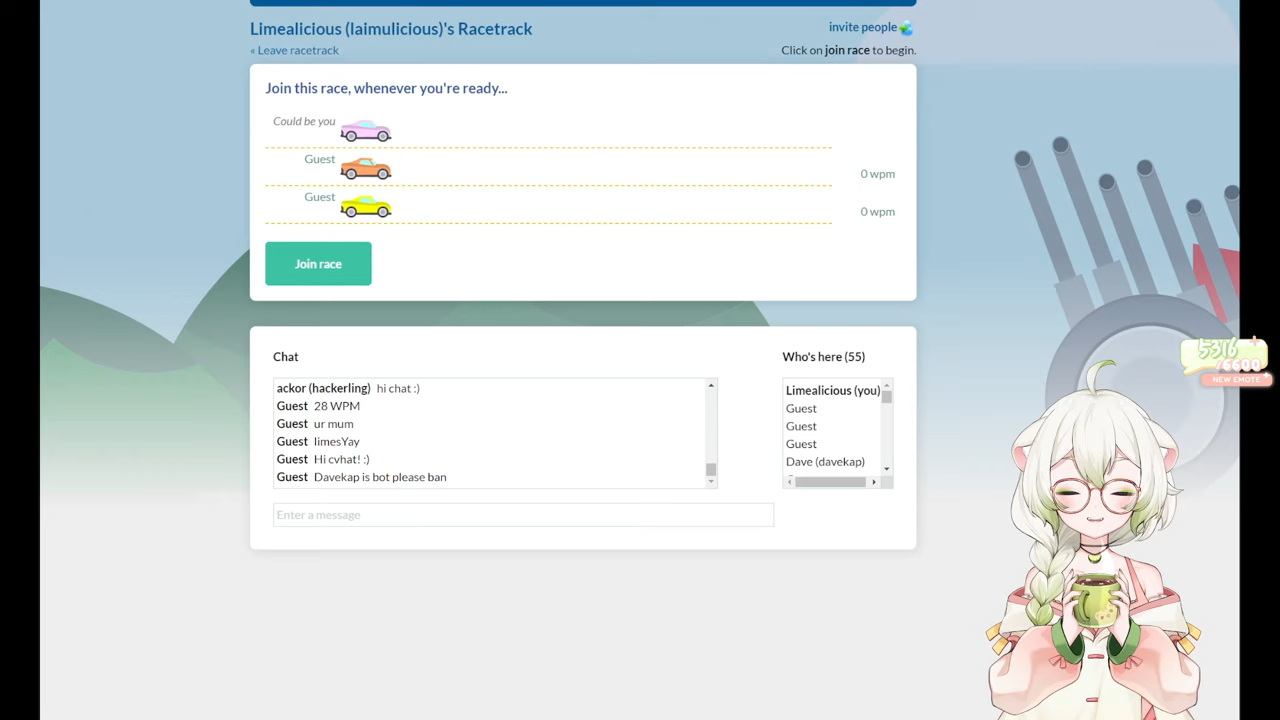 Limealicious (laimulicious)'s Racetrack
invite people
« Leave racetrack
Click on join race to begin.
Join this race, whenever you're ready...
Could be you
Guest
0 wpm
Guest
0 wpm
Join race
Chat
Who's here (55)
ackor (hackerling) hi chat :)
Guest 28 WPM
Guest ur mum
Guest limesYay
Guest Hi cvhat! :)
Guest Davekap is bot please ban
Limealicious (you)
Guest
Guest
Guest
Dave (davekap)
Enter a message
5316
/6600
NEW EMOTE